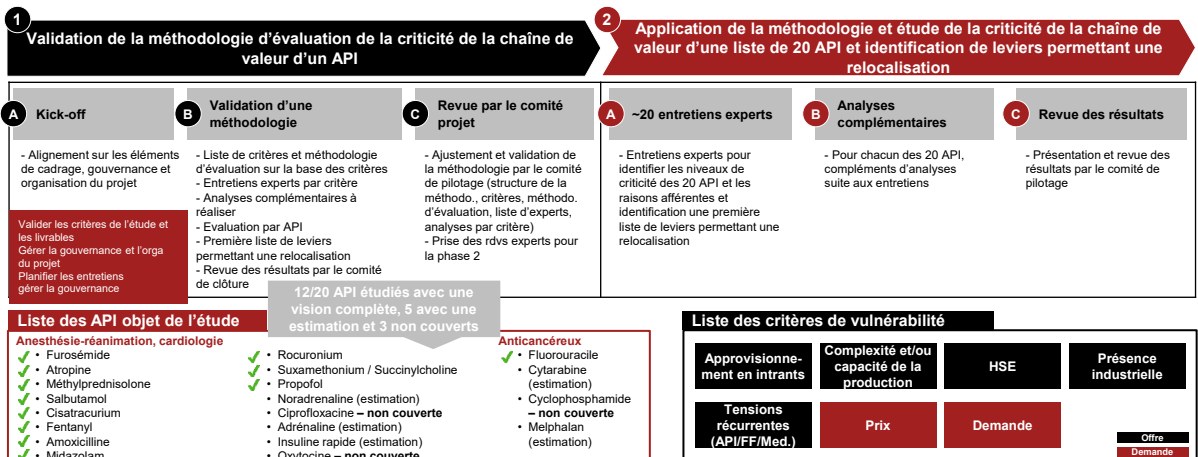 1
Validation de la méthodologie d'évaluation de la criticité de la chaîne de
valeur d'un API
2
Application de la méthodologie et étude de la criticité de la chaîne de
valeur d'une liste de 20 API et identification de leviers permettant une
relocalisation
A
Kick-off
- Alignement sur les éléments
de cadrage, gouvernance et
organisation du projet
Valider les critères de l'étude et
les livrables
Gérer la gouvernance et l'orga
du projet
Planifier les entretiens
gérer la gouvernance
B
Validation d'une
méthodologie
- Liste de critères et méthodologie
d'évaluation sur la base des critères
- Entretiens experts par critère
- Analyses complémentaires à
réaliser
- Evaluation par API
- Première liste de leviers
permettant une relocalisation
- Revue des résultats par le comité
de clôture
C
Revue par le comité
projet
- Ajustement et validation de
la méthodologie par le comité
de pilotage (structure de la
méthodo., critères, méthodo.
d'évaluation, liste d'experts,
analyses par critère)
- Prise des rdvs experts pour
la phase 2
A
~20 entretiens experts
- Entretiens experts pour
identifier les niveaux de
criticité des 20 API et les
raisons afférentes et
identification une première
liste de leviers permettant une
relocalisation
B
Analyses
complémentaires
- Pour chacun des 20 API,
compléments d'analyses
suite aux entretiens
C
Revue des résultats
- Présentation et revue des
résultats par le comité de
pilotage
12/20 API étudiés avec une
vision complète, 5 avec une
estimation et 3 non couverts
Liste des API objet de l'étude
Anesthésie-réanimation, cardiologie
• Furosémide
• Atropine
• Méthylprednisolone
• Salbutamol
• Cisatracurium
• Fentanyl
• Amoxicilline
• Midazolam
• Rocuronium
• Suxamethonium / Succinylcholine
• Propofol
• Noradrenaline (estimation)
• Ciprofloxacine – non couverte
• Adrénaline (estimation)
• Insuline rapide (estimation)
• Oxytocine – non couverte
Anticancéreux
• Fluorouracile
• Cytarabine
(estimation)
• Cyclophosphamide
– non couverte
• Melphalan
(estimation)
Liste des critères de vulnérabilité
Approvisionne-
ment en intrants
Complexité et/ou
capacité de la
production
HSE
Présence
industrielle
Tensions
récurrentes
(API/FF/Med.)
Prix
Demande
Offre
Demande